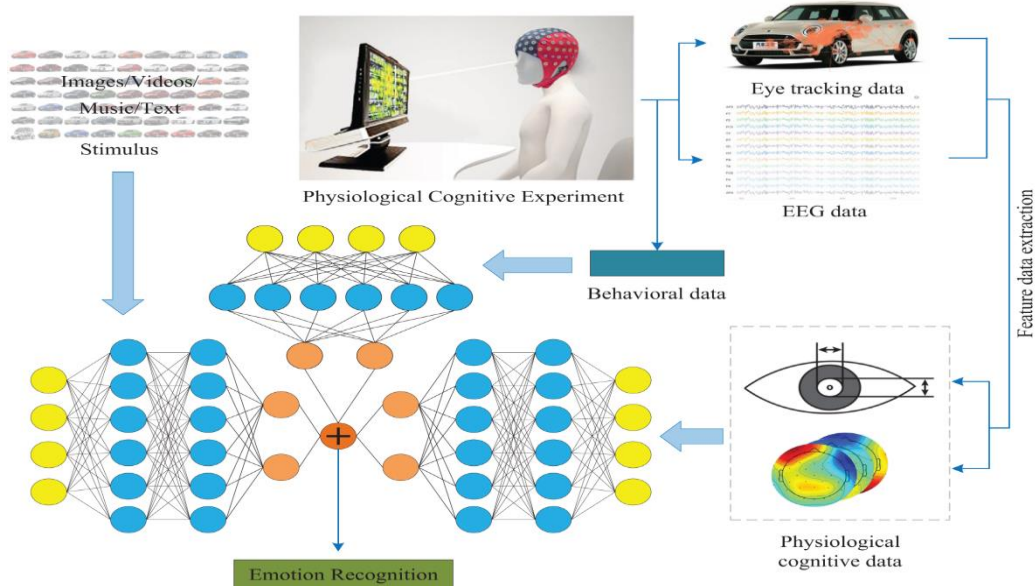 Images/Videos/
Music/Text
Stimulus
Physiological Cognitive Experiment
Eye tracking data
EEG data
Feature data extraction
Behavioral data
Physiological
cognitive data
+
Emotion Recognition